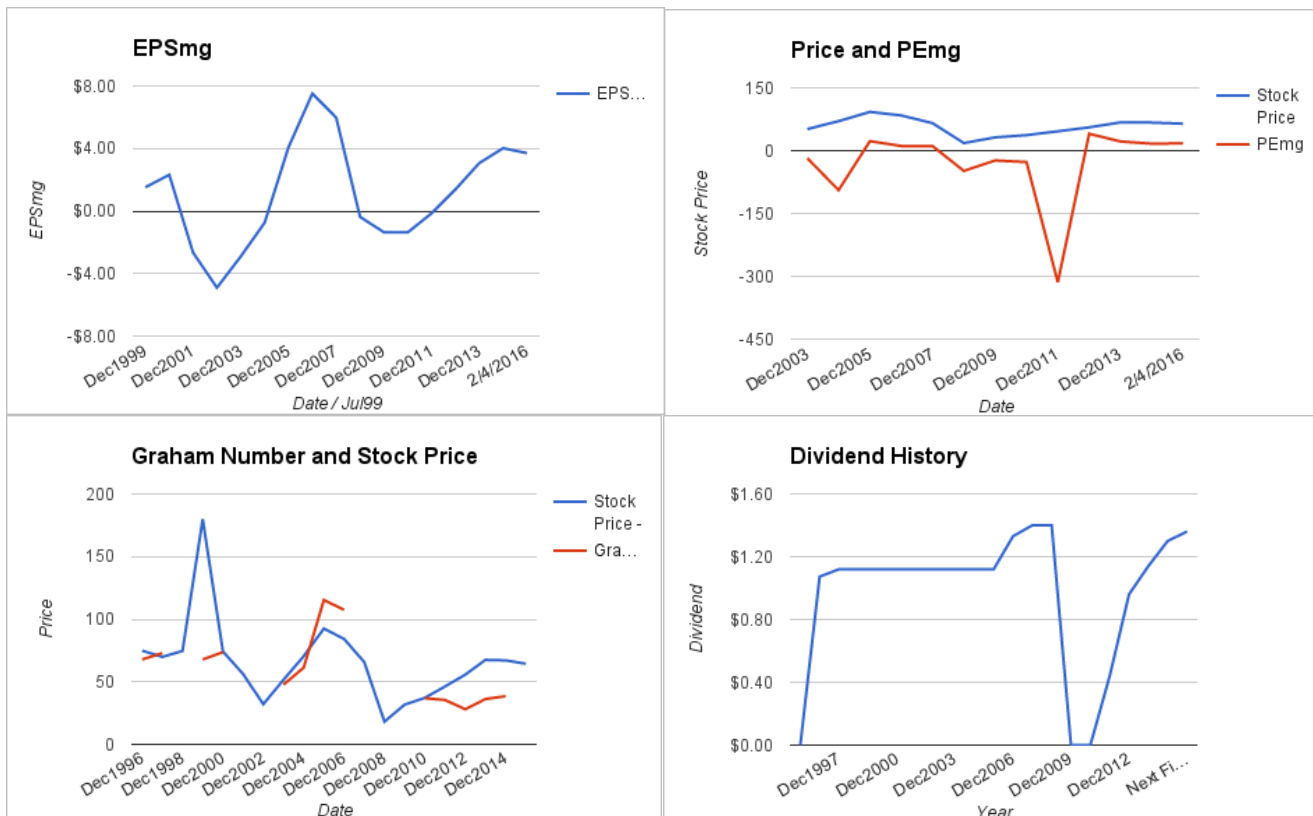 EPSmg
$8.00
$4.00
$0.00
-$4.00
-$8.00
EPSmg
Dec1999
Dec2001
Dec2003
Dec2005
Dec2007
Dec2009
Dec2011
Dec2013
2/4/2016
Date / Jul99
EPS...
Price and PEmg
150
0
-150
-300
-450
Stock Price
Dec2003
Dec2005
Dec2007
Dec2009
Dec2011
Dec2013
2/4/2016
Date
Stock
Price
PEmg
Graham Number and Stock Price
200
150
100
50
0
Price
Dec1996
Dec1998
Dec2000
Dec2002
Dec2004
Dec2006
Dec2008
Dec2010
Dec2012
Dec2014
Date
Stock
Price -
Gra...
Dividend History
$1.60
$1.20
$0.80
$0.40
$0.00
Dividend
Dec1997
Dec2000
Dec2003
Dec2006
Dec2009
Dec2012
Next Fi...
Year